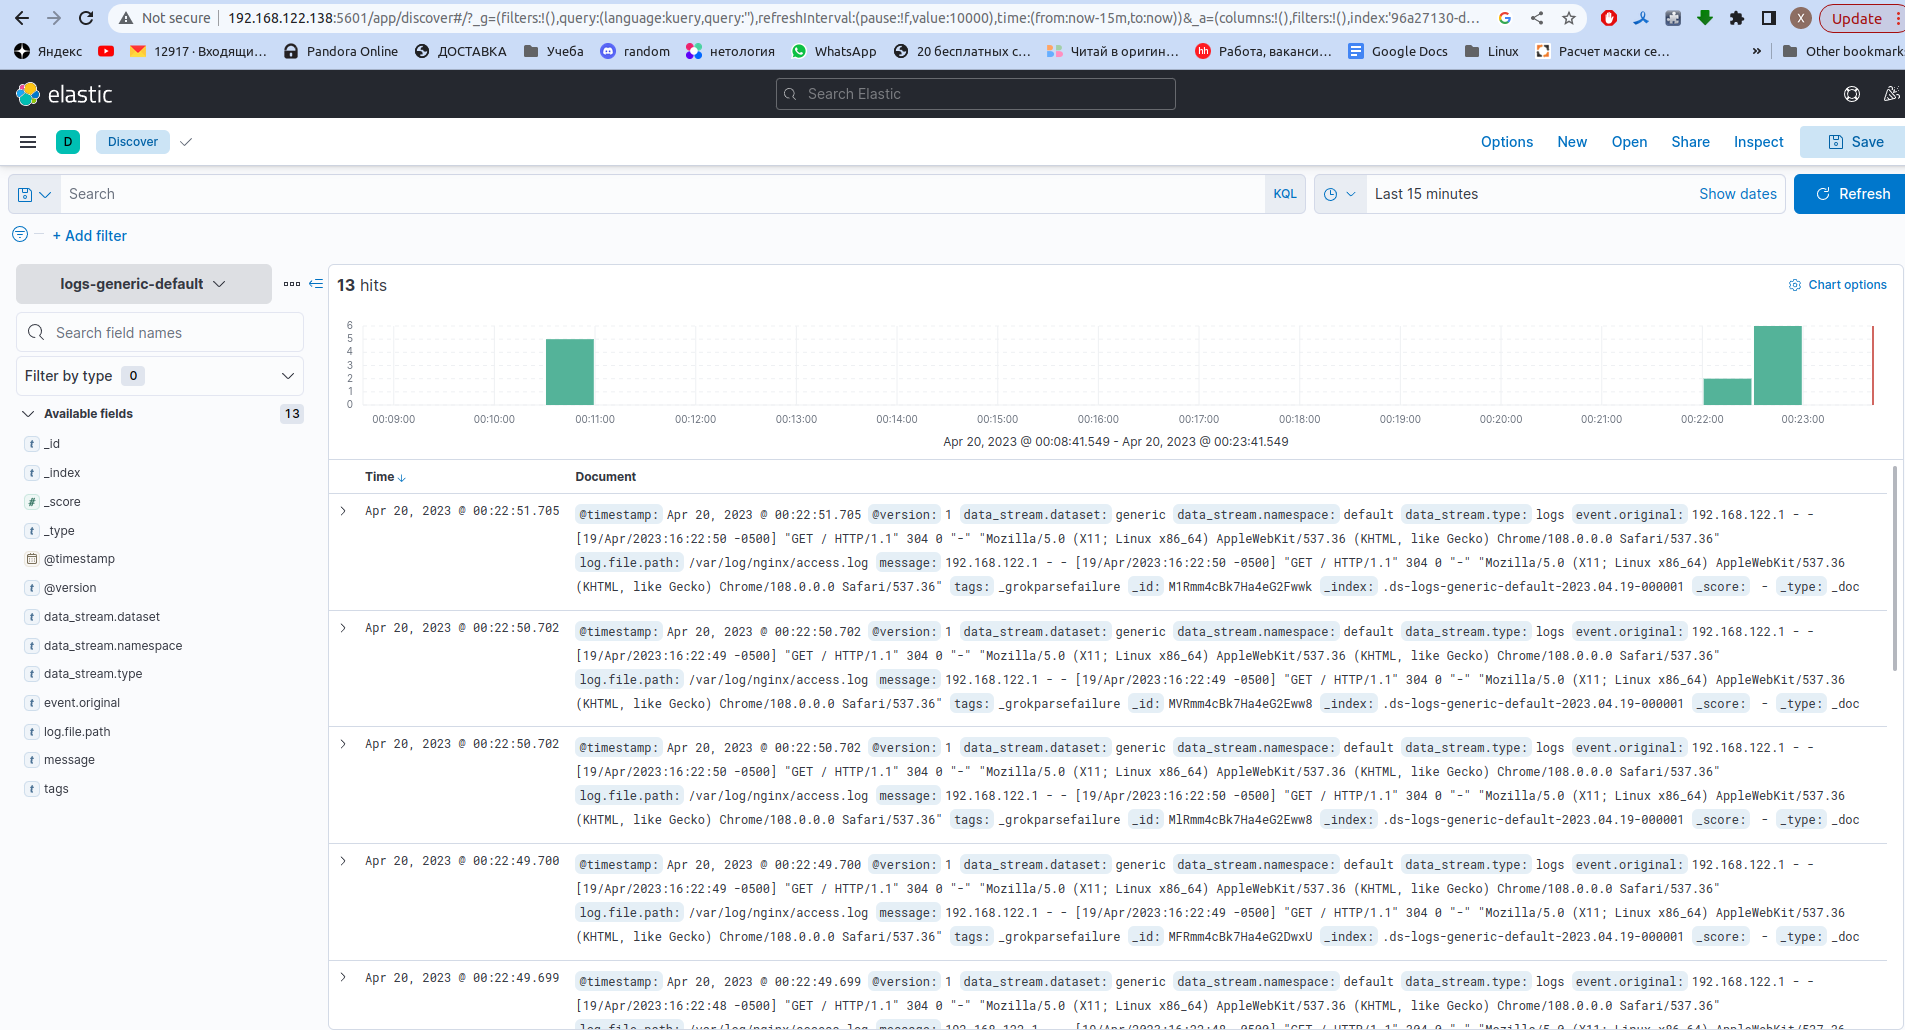 Not secure 192.168.122.138:5601/app/discover#/?_g=(filters:!(),query:(language:kuery,query:''),refreshInterval:(pause:!f,value:10000),time:(from:now-15m,to:now))&_a=(columns:!(),filters:!(),index:'96a27130-d... X Update
Яндекс 12917 · Входящи... Pandora Online ДОСТАВКА Учеба random нетология WhatsApp 20 бесплатных с... Читай в оригин... hh Работа, ваканси... Google Docs Linux Расчет маски се... » Other bookmark
elastic Search Elastic
D Discover Options New Open Share Inspect Save
Search KQL Last 15 minutes Show dates Refresh
+ Add filter
logs-generic-default
Search field names
Filter by type 0
Available fields 13
t _id
t _index
# _score
t _type
@timestamp
t @version
t data_stream.dataset
t data_stream.namespace
t data_stream.type
t event.original
t log.file.path
t message
t tags
13 hits Chart options
6
5
4
3
2
1
0
00:09:00 00:10:00 00:11:00 00:12:00 00:13:00 00:14:00 00:15:00 00:16:00 00:17:00 00:18:00 00:19:00 00:20:00 00:21:00 00:22:00 00:23:00
Apr 20, 2023 @ 00:08:41.549 - Apr 20, 2023 @ 00:23:41.549
Time Document
Apr 20, 2023 @ 00:22:51.705 @timestamp: Apr 20, 2023 @ 00:22:51.705 @version: 1 data_stream.dataset: generic data_stream.namespace: default data_stream.type: logs event.original: 192.168.122.1 - -
[19/Apr/2023:16:22:50 -0500] "GET / HTTP/1.1" 304 0 "-" "Mozilla/5.0 (X11; Linux x86_64) AppleWebKit/537.36 (KHTML, like Gecko) Chrome/108.0.0.0 Safari/537.36"
log.file.path: /var/log/nginx/access.log message: 192.168.122.1 - - [19/Apr/2023:16:22:50 -0500] "GET / HTTP/1.1" 304 0 "-" "Mozilla/5.0 (X11; Linux x86_64) AppleWebKit/537.36
(KHTML, like Gecko) Chrome/108.0.0.0 Safari/537.36" tags: _grokparsefailure _id: M1Rmm4cBk7Ha4eG2Fwwk _index: .ds-logs-generic-default-2023.04.19-000001 _score: - _type: _doc
Apr 20, 2023 @ 00:22:50.702 @timestamp: Apr 20, 2023 @ 00:22:50.702 @version: 1 data_stream.dataset: generic data_stream.namespace: default data_stream.type: logs event.original: 192.168.122.1 - -
[19/Apr/2023:16:22:49 -0500] "GET / HTTP/1.1" 304 0 "-" "Mozilla/5.0 (X11; Linux x86_64) AppleWebKit/537.36 (KHTML, like Gecko) Chrome/108.0.0.0 Safari/537.36"
log.file.path: /var/log/nginx/access.log message: 192.168.122.1 - - [19/Apr/2023:16:22:49 -0500] "GET / HTTP/1.1" 304 0 "-" "Mozilla/5.0 (X11; Linux x86_64) AppleWebKit/537.36
(KHTML, like Gecko) Chrome/108.0.0.0 Safari/537.36" tags: _grokparsefailure _id: MVRmm4cBk7Ha4eG2Eww8 _index: .ds-logs-generic-default-2023.04.19-000001 _score: - _type: _doc
Apr 20, 2023 @ 00:22:50.702 @timestamp: Apr 20, 2023 @ 00:22:50.702 @version: 1 data_stream.dataset: generic data_stream.namespace: default data_stream.type: logs event.original: 192.168.122.1 - -
[19/Apr/2023:16:22:50 -0500] "GET / HTTP/1.1" 304 0 "-" "Mozilla/5.0 (X11; Linux x86_64) AppleWebKit/537.36 (KHTML, like Gecko) Chrome/108.0.0.0 Safari/537.36"
log.file.path: /var/log/nginx/access.log message: 192.168.122.1 - - [19/Apr/2023:16:22:50 -0500] "GET / HTTP/1.1" 304 0 "-" "Mozilla/5.0 (X11; Linux x86_64) AppleWebKit/537.36
(KHTML, like Gecko) Chrome/108.0.0.0 Safari/537.36" tags: _grokparsefailure _id: MlRmm4cBk7Ha4eG2Eww8 _index: .ds-logs-generic-default-2023.04.19-000001 _score: - _type: _doc
Apr 20, 2023 @ 00:22:49.700 @timestamp: Apr 20, 2023 @ 00:22:49.700 @version: 1 data_stream.dataset: generic data_stream.namespace: default data_stream.type: logs event.original: 192.168.122.1 - -
[19/Apr/2023:16:22:49 -0500] "GET / HTTP/1.1" 304 0 "-" "Mozilla/5.0 (X11; Linux x86_64) AppleWebKit/537.36 (KHTML, like Gecko) Chrome/108.0.0.0 Safari/537.36"
log.file.path: /var/log/nginx/access.log message: 192.168.122.1 - - [19/Apr/2023:16:22:49 -0500] "GET / HTTP/1.1" 304 0 "-" "Mozilla/5.0 (X11; Linux x86_64) AppleWebKit/537.36
(KHTML, like Gecko) Chrome/108.0.0.0 Safari/537.36" tags: _grokparsefailure _id: MFRmm4cBk7Ha4eG2DwxU _index: .ds-logs-generic-default-2023.04.19-000001 _score: - _type: _doc
Apr 20, 2023 @ 00:22:49.699 @timestamp: Apr 20, 2023 @ 00:22:49.699 @version: 1 data_stream.dataset: generic data_stream.namespace: default data_stream.type: logs event.original: 192.168.122.1 - -
[19/Apr/2023:16:22:48 -0500] "GET / HTTP/1.1" 304 0 "-" "Mozilla/5.0 (X11; Linux x86_64) AppleWebKit/537.36 (KHTML, like Gecko) Chrome/108.0.0.0 Safari/537.36"